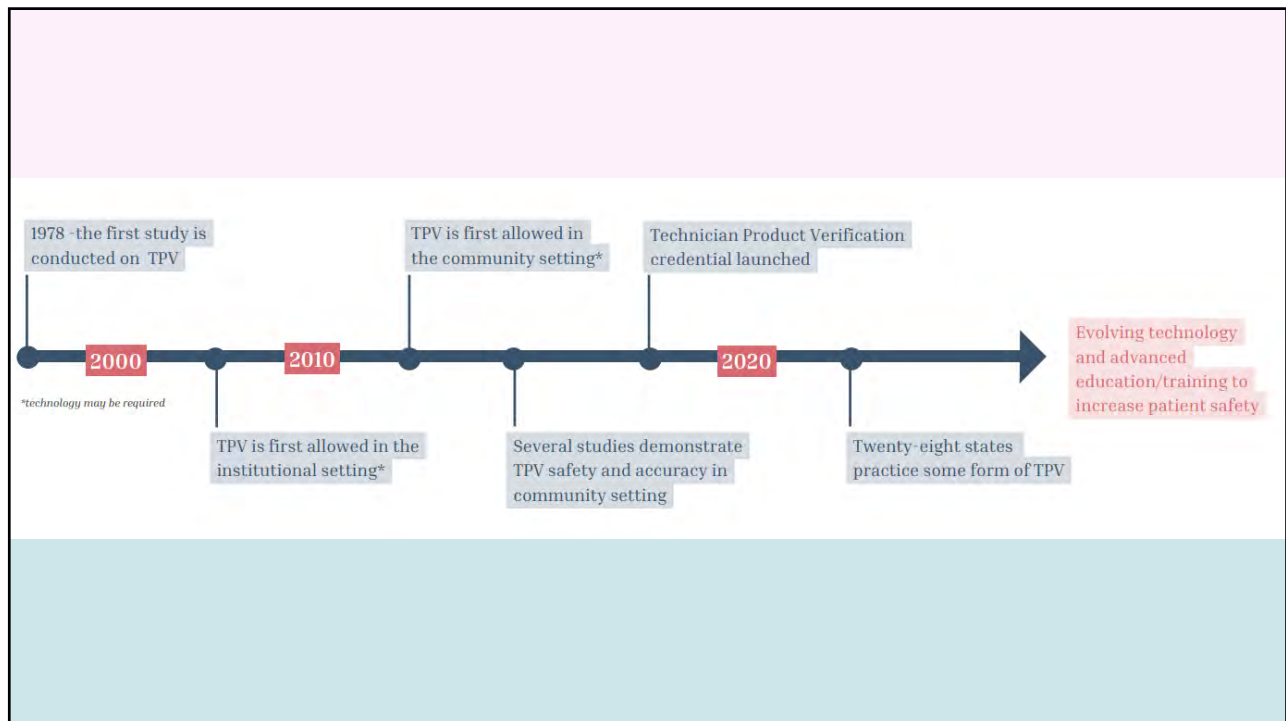 1978 -the first study is
conducted on TPV
TPV is first allowed in
the community setting*
Technician Product Verification
credential launched
2000
2010
2020
Evolving technology
and advanced
education/training to
increase patient safety
*technology may be required
TPV is first allowed in the
institutional setting*
Several studies demonstrate
TPV safety and accuracy in
community setting
Twenty-eight states
practice some form of TPV